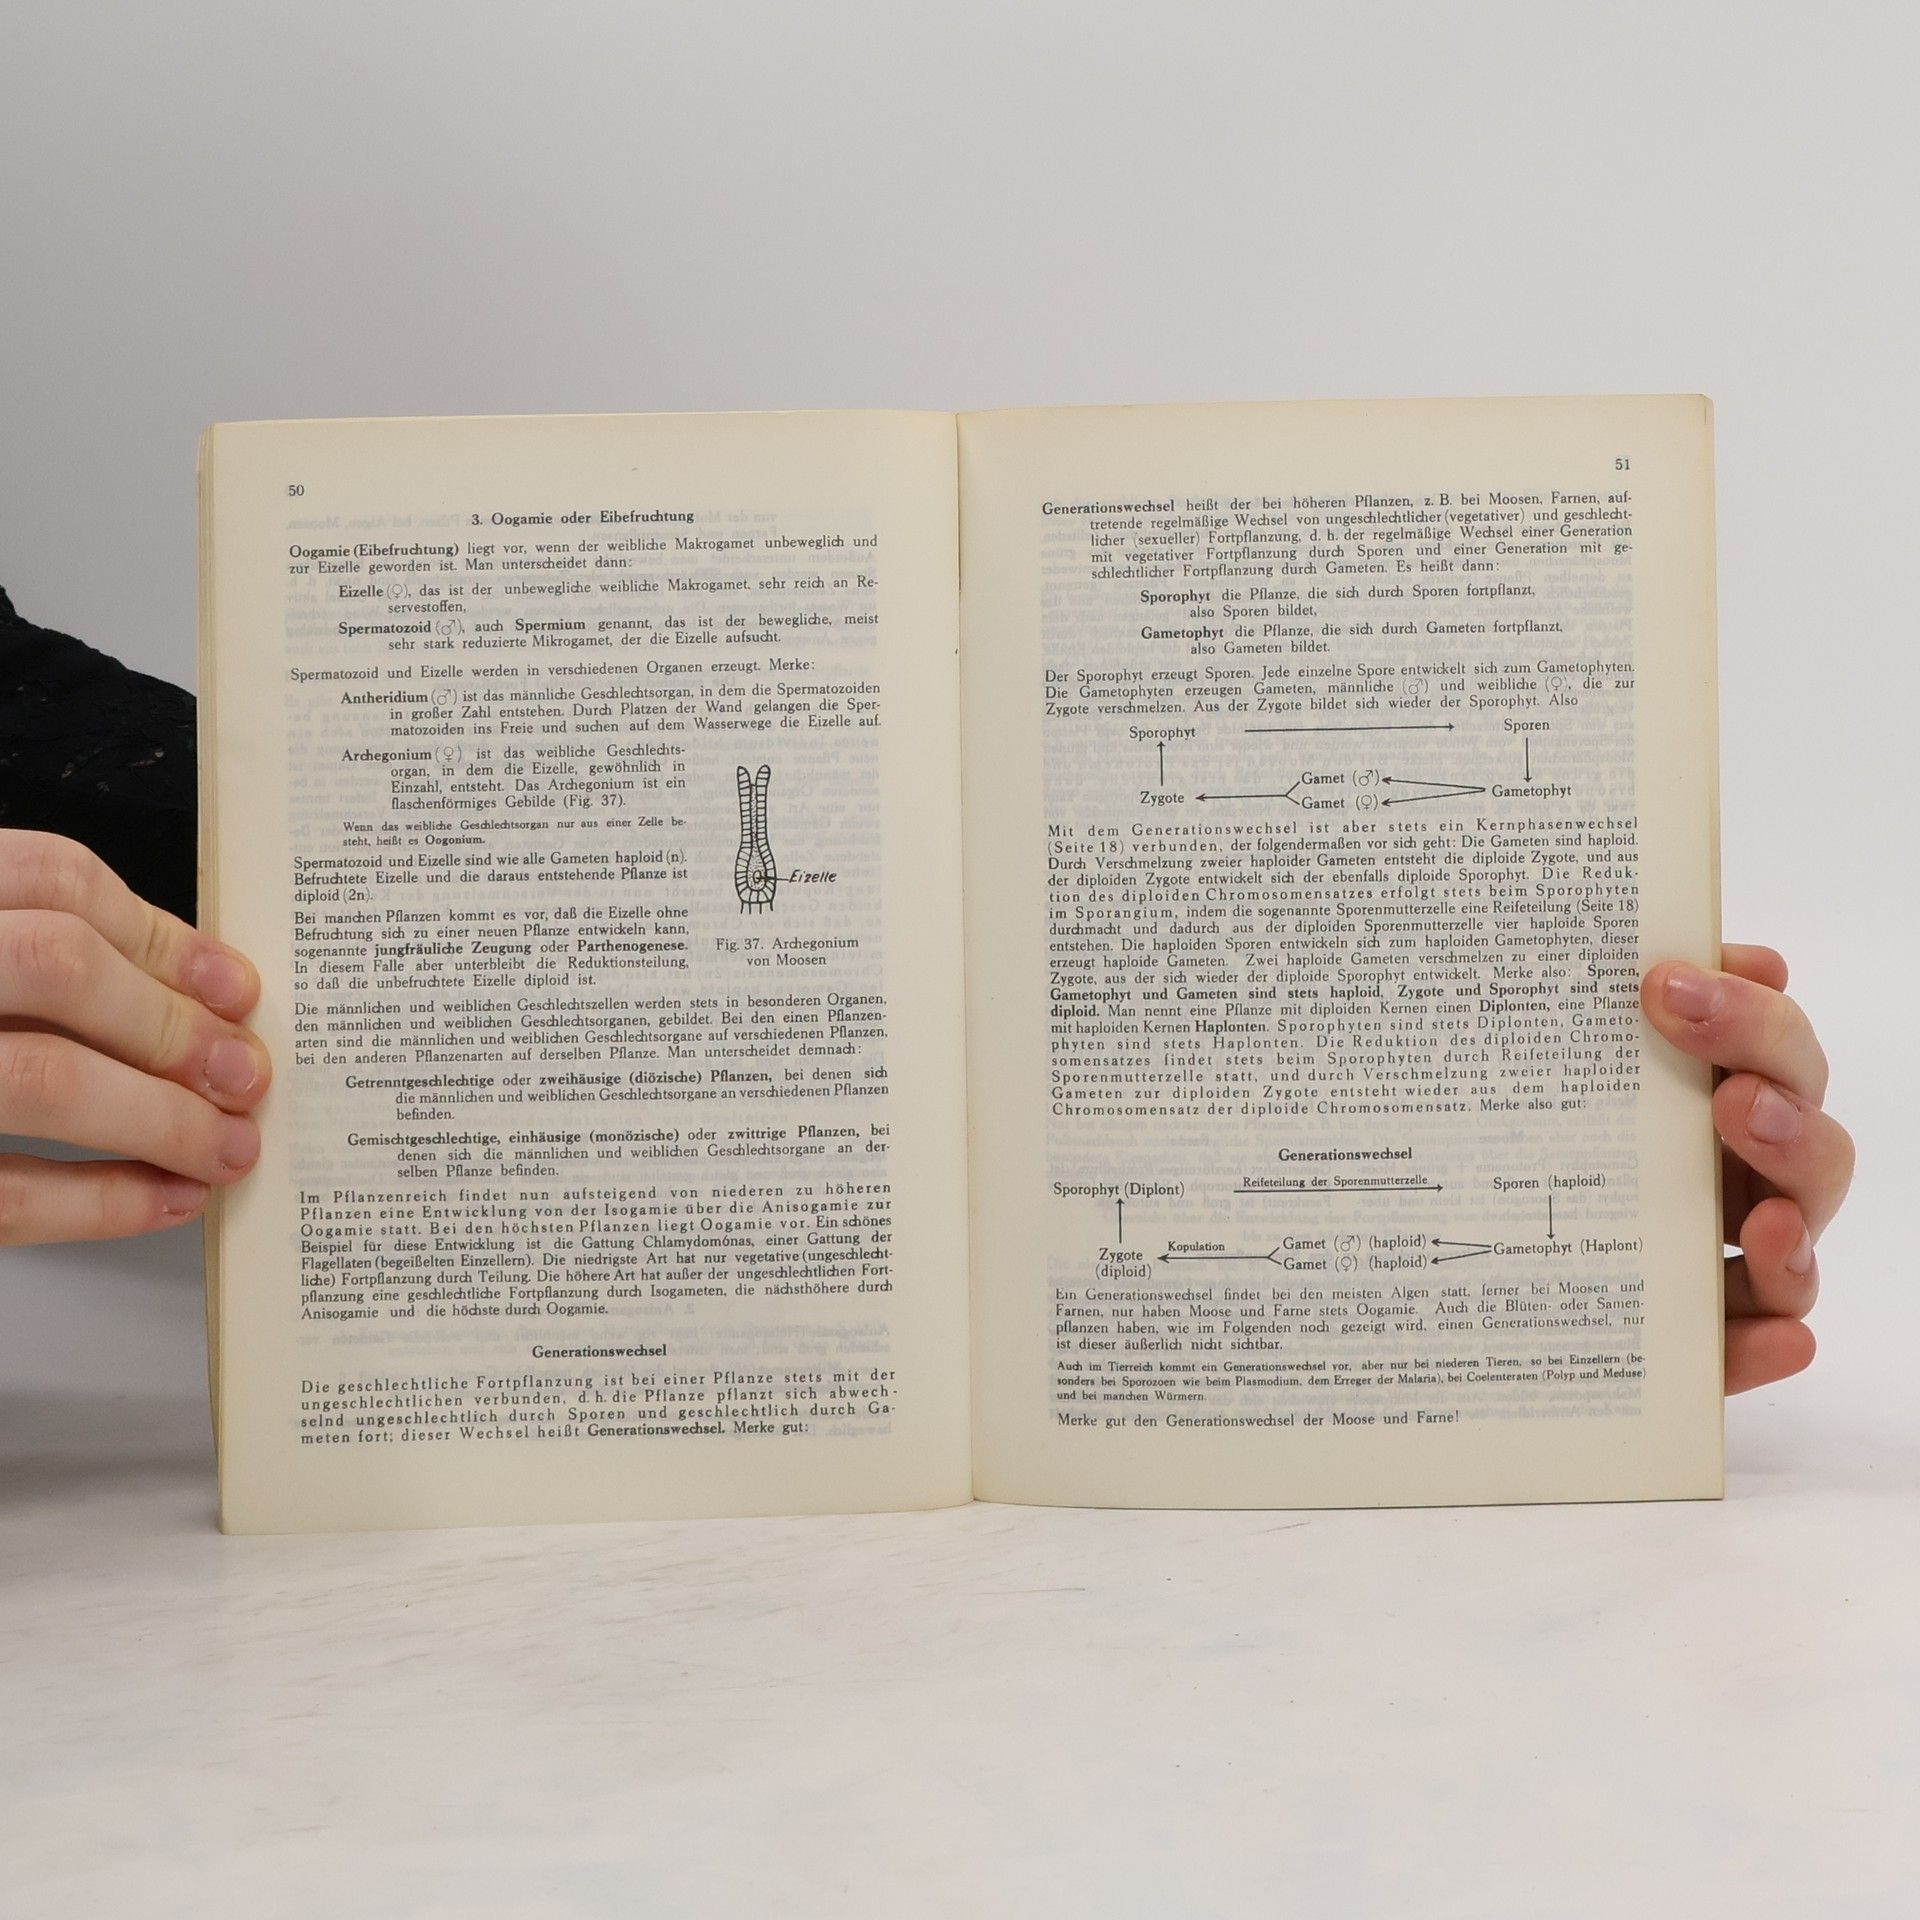 50
3. Oogamie oder Eibefruchtung
Oogamie (Eibefruchtung) liegt vor, wenn der weibliche Makrogamet unbeweglich und
zur Eizelle geworden ist. Man unterscheidet dann:
Eizelle (♀), das ist der unbewegliche weibliche Makrogamet, sehr reich an Re-
servestoffen,
Spermatozoid (♂), auch Spermium genannt, das ist der bewegliche, meist
sehr stark reduzierte Mikrogamet, der die Eizelle aufsucht.
Spermatozoid und Eizelle werden in verschiedenen Organen erzeugt. Merke:
Antheridium (♂) ist das männliche Geschlechtsorgan, in dem die Spermatozoiden
in großer Zahl entstehen. Durch Platzen der Wand gelangen die Sper-
matozoiden ins Freie und suchen auf dem Wasserwege die Eizelle auf.
Archegonium (♀) ist das weibliche Geschlechts-
organ, in dem die Eizelle, gewöhnlich in
Einzahl, entsteht. Das Archegonium ist ein
flaschenförmiges Gebilde (Fig. 37).
Wenn das weibliche Geschlechtsorgan nur aus einer Zelle be-
steht, heißt es Oogonium.
Spermatozoid und Eizelle sind wie alle Gameten haploid (n).
Befruchtete Eizelle und die daraus entstehende Pflanze ist
diploid (2n).
Bei manchen Pflanzen kommt es vor, daß die Eizelle ohne
Befruchtung sich zu einer neuen Pflanze entwickeln kann,
sogenannte jungfräuliche Zeugung oder Parthenogenese.
In diesem Falle aber unterbleibt die Reduktionsteilung,
so daß die unbefruchtete Eizelle diploid ist.
Eizelle
Fig. 37. Archegonium
von Moosen
Die männlichen und weiblichen Geschlechtszellen werden stets in besonderen Organen,
den männlichen und weiblichen Geschlechtsorganen, gebildet. Bei den einen Pflanzen-
arten sind die männlichen und weiblichen Geschlechtsorgane auf verschiedenen Pflanzen,
bei den anderen Pflanzenarten auf derselben Pflanze. Man unterscheidet demnach:
Getrenntgeschlechtige oder zweihäusige (diözische) Pflanzen, bei denen sich
die männlichen und weiblichen Geschlechtsorgane an verschiedenen Pflanzen
befinden.
Gemischtgeschlechtige, einhäusige (monözische) oder zwittrige Pflanzen, bei
denen sich die männlichen und weiblichen Geschlechtsorgane an der-
selben Pflanze befinden.
Im Pflanzenreich findet nun aufsteigend von niederen zu höheren
Pflanzen eine Entwicklung von der Isogamie über die Anisogamie zur
Oogamie statt. Bei den höchsten Pflanzen liegt Oogamie vor. Ein schönes
Beispiel für diese Entwicklung ist die Gattung Chlamydomónas, einer Gattung der
Flagellaten (begeißelten Einzellern). Die niedrigste Art hat nur vegetative (ungeschlecht-
liche) Fortpflanzung durch Teilung. Die höhere Art hat außer der ungeschlechtlichen Fort-
pflanzung eine geschlechtliche Fortpflanzung durch Isogameten, die nächsthöhere durch
Anisogamie und die höchste durch Oogamie.
Generationswechsel
Die geschlechtliche Fortpflanzung ist bei einer Pflanze stets mit der
ungeschlechtlichen verbunden, d. h. die Pflanze pflanzt sich abwech-
selnd ungeschlechtlich durch Sporen und geschlechtlich durch Ga-
meten fort; dieser Wechsel heißt Generationswechsel. Merke gut:
51
Generationswechsel heißt der bei höheren Pflanzen, z. B. bei Moosen, Farnen, auf-
tretende regelmäßige Wechsel von ungeschlechtlicher (vegetativer) und geschlecht-
licher (sexueller) Fortpflanzung, d. h. der regelmäßige Wechsel einer Generation
mit vegetativer Fortpflanzung durch Sporen und einer Generation mit ge-
schlechtlicher Fortpflanzung durch Gameten. Es heißt dann:
Sporophyt die Pflanze, die sich durch Sporen fortpflanzt,
also Sporen bildet,
Gametophyt die Pflanze, die sich durch Gameten fortpflanzt,
also Gameten bildet.
Der Sporophyt erzeugt Sporen. Jede einzelne Spore entwickelt sich zum Gametophyten.
Die Gametophyten erzeugen Gameten, männliche (♂) und weibliche (♀), die zur
Zygote verschmelzen. Aus der Zygote bildet sich wieder der Sporophyt. Also
Sporophyt Sporen
Gamet (♂)
Zygote Gametophyt
Gamet (♀)
Mit dem Generationswechsel ist aber stets ein Kernphasenwechsel
(Seite 18) verbunden, der folgendermaßen vor sich geht: Die Gameten sind haploid.
Durch Verschmelzung zweier haploider Gameten entsteht die diploide Zygote, und aus
der diploiden Zygote entwickelt sich der ebenfalls diploide Sporophyt. Die Reduk-
tion des diploiden Chromosomensatzes erfolgt stets beim Sporophyten
im Sporangium, indem die sogenannte Sporenmutterzelle eine Reifeteilung (Seite 18)
durchmacht und dadurch aus der diploiden Sporenmutterzelle vier haploide Sporen
entstehen. Die haploiden Sporen entwickeln sich zum haploiden Gametophyten, dieser
erzeugt haploide Gameten. Zwei haploide Gameten verschmelzen zu einer diploiden
Zygote, aus der sich wieder der diploide Sporophyt entwickelt. Merke also: Sporen,
Gametophyt und Gameten sind stets haploid, Zygote und Sporophyt sind stets
diploid. Man nennt eine Pflanze mit diploiden Kernen einen Diplonten, eine Pflanze
mit haploiden Kernen Haplonten. Sporophyten sind stets Diplonten, Gameto-
phyten sind stets Haplonten. Die Reduktion des diploiden Chromo-
somensatzes findet stets beim Sporophyten durch Reifeteilung der
Sporenmutterzelle statt, und durch Verschmelzung zweier haploider
Gameten zur diploiden Zygote entsteht wieder aus dem haploiden
Chromosomensatz der diploide Chromosomensatz. Merke also gut:
Generationswechsel
Sporophyt (Diplont) Reifeteilung der Sporenmutterzelle Sporen (haploid)
Kopulation Gamet (♂) (haploid)
Zygote Gametophyt (Haplont)
(diploid) Gamet (♀) (haploid)
Ein Generationswechsel findet bei den meisten Algen statt, ferner bei Moosen und
Farnen, nur haben Moose und Farne stets Oogamie. Auch die Blüten- oder Samen-
pflanzen haben, wie im Folgenden noch gezeigt wird, einen Generationswechsel, nur
ist dieser äußerlich nicht sichtbar.
Auch im Tierreich kommt ein Generationswechsel vor, aber nur bei niederen Tieren, so bei Einzellern (be-
sonders bei Sporozoen wie beim Plasmodium, dem Erreger der Malaria), bei Coelenteraten (Polyp und Meduse)
und bei manchen Würmern.
Merke gut den Generationswechsel der Moose und Farne!